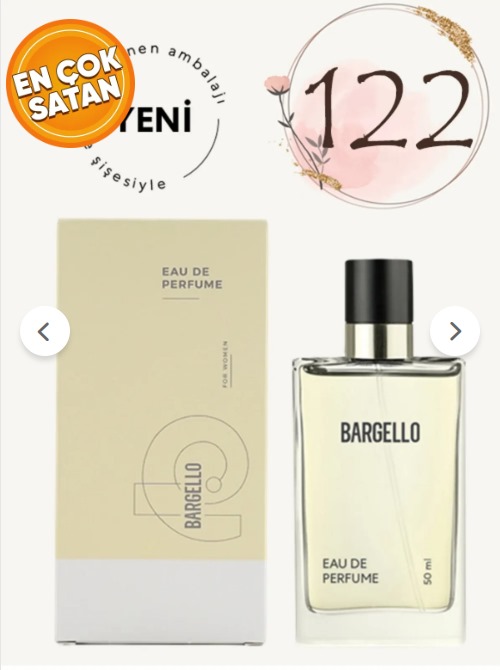 EN ÇOK
SATAN
ambalajı
YENİ
şişesiyle
122
EAU DE
PERFUME
FOR WOMEN
BARGELLO
BARGELLO
EAU DE
PERFUME
50 ml